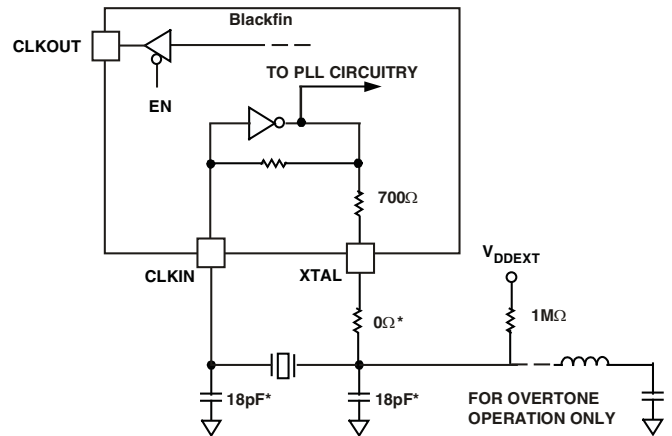 Blackfin
CLKOUT
TO PLL CIRCUITRY
EN
700Ω
V_DDEXT
CLKIN
XTAL
0Ω*
1MΩ
18pF*
18pF*
FOR OVERTONE
OPERATION ONLY